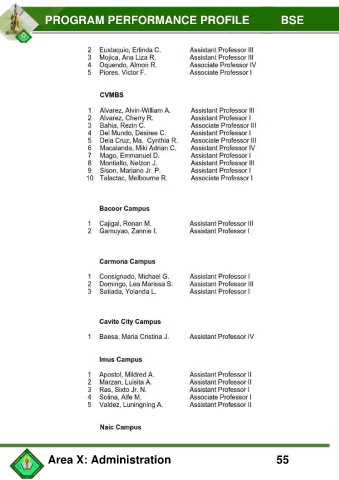 PROGRAM PERFORMANCE PROFILE BSE
2 Eustaquio, Erlinda C. Assistant Professor III
3 Mojica, Ana Liza R. Assistant Professor III
4 Oquendo, Almon R. Associate Professor IV
5 Piores, Victor F. Associate Professor I
CVMBS
1 Alvarez, Alvin-William A. Assistant Professor III
2 Alvarez, Cherry R. Assistant Professor I
3 Bahia, Rezin C. Associate Professor III
4 Del Mundo, Desiree C. Assistant Professor I
5 Dela Cruz, Ma. Cynthia R. Associate Professor III
6 Macalanda, Miki Adrian C. Assistant Professor IV
7 Mago, Emmanuel D. Assistant Professor I
8 Montialto, Nelzon J. Assistant Professor III
9 Sison, Mariano Jr. P. Assistant Professor I
10 Talactac, Melbourne R. Associate Professor I
Bacoor Campus
1 Cajigal, Ronan M. Assistant Professor III
2 Gamuyao, Zannie I. Assistant Professor I
Carmona Campus
1 Consignado, Michael G. Assistant Professor I
2 Domingo, Lea Marissa S. Assistant Professor III
3 Satiada, Yolanda L. Assistant Professor I
Cavite City Campus
1 Baesa, Maria Cristina J. Assistant Professor IV
Imus Campus
1 Apostol, Mildred A. Assistant Professor II
2 Marzan, Luisita A. Assistant Professor II
3 Ras, Sixto Jr. N. Assistant Professor I
4 Solina, Alfe M. Associate Professor I
5 Valdez, Luningning A. Assistant Professor II
Naic Campus
Area X: Administration 55